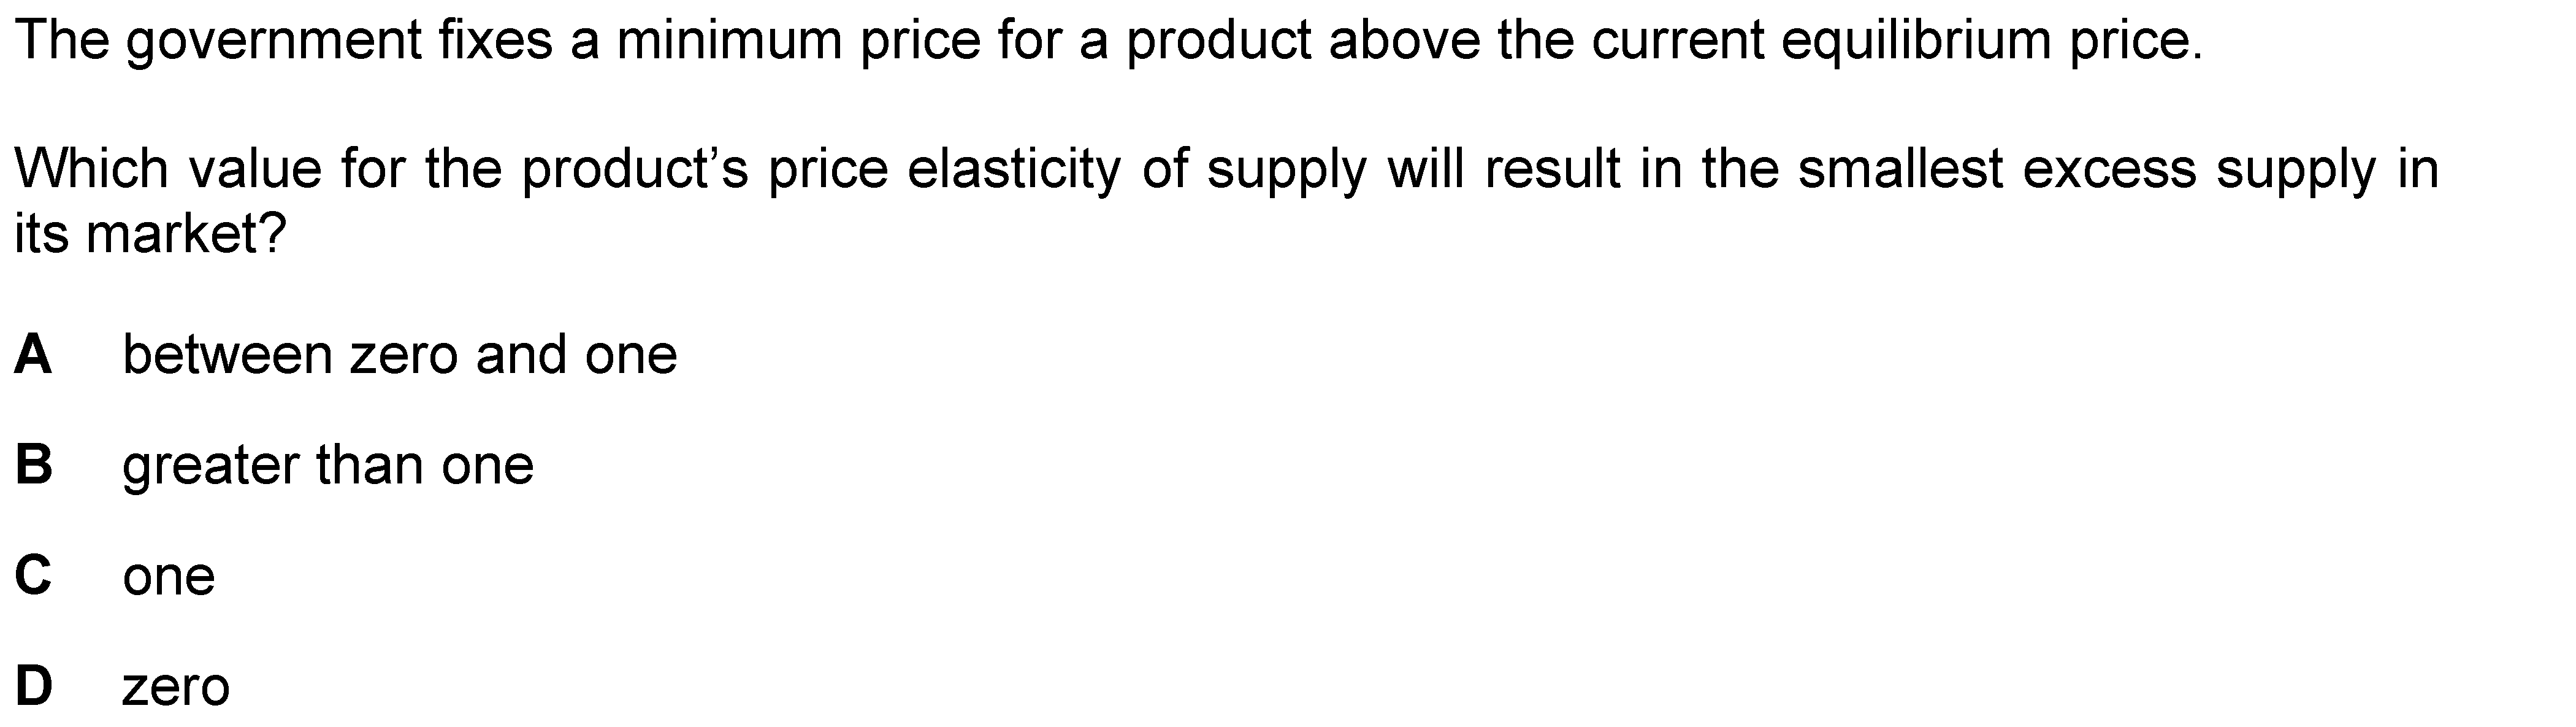 The government fixes a minimum price for a product above the current equilibrium price.
Which value for the product’s price elasticity of supply will result in the smallest excess supply in
its market?
A between zero and one
B greater than one
C one
D zero